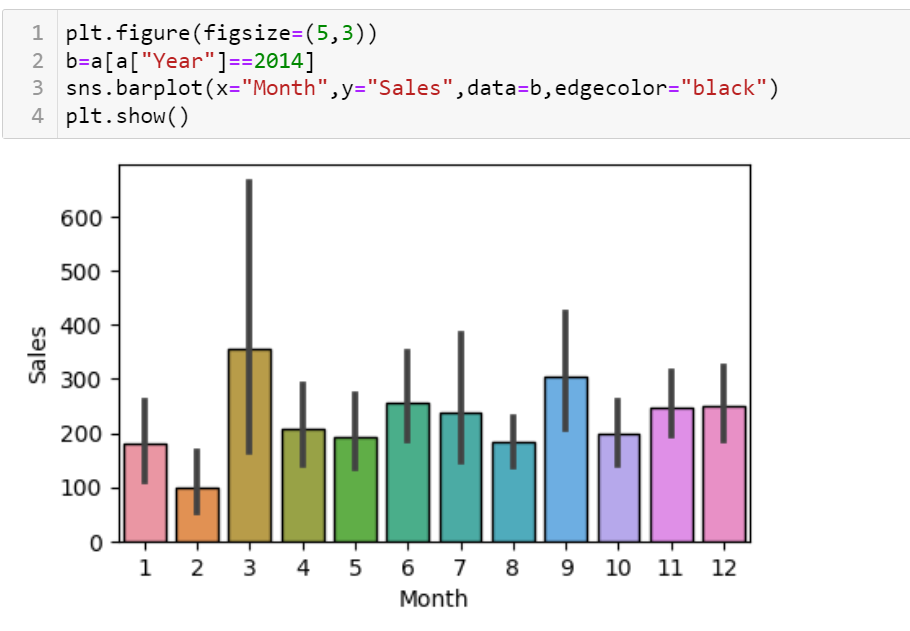 1 plt.figure(figsize=(5,3))
2 b=a[a["Year"]==2014]
3 sns.barplot(x="Month",y="Sales",data=b,edgecolor="black")
4 plt.show()
600
500
400
300
200
100
0
Sales
1 2 3 4 5 6 7 8 9 10 11 12
Month